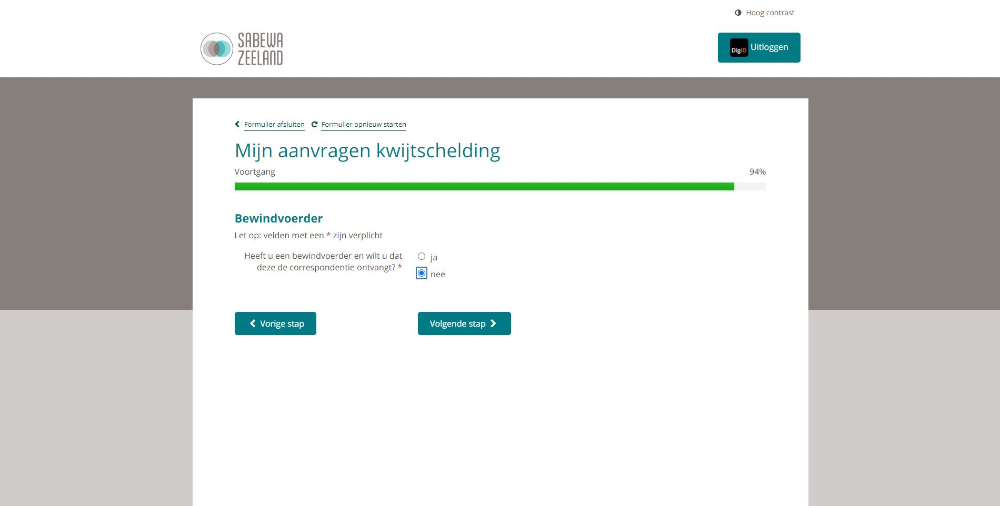 Hoog contrast
SABEWA
ZEELAND
DigiD Uitloggen
Formulier afsluiten Formulier opnieuw starten
Mijn aanvragen kwijtschelding
Voortgang 94%
Bewindvoerder
Let op: velden met een * zijn verplicht
Heeft u een bewindvoerder en wilt u dat
deze de correspondentie ontvangt? *
ja
nee
Vorige stap Volgende stap